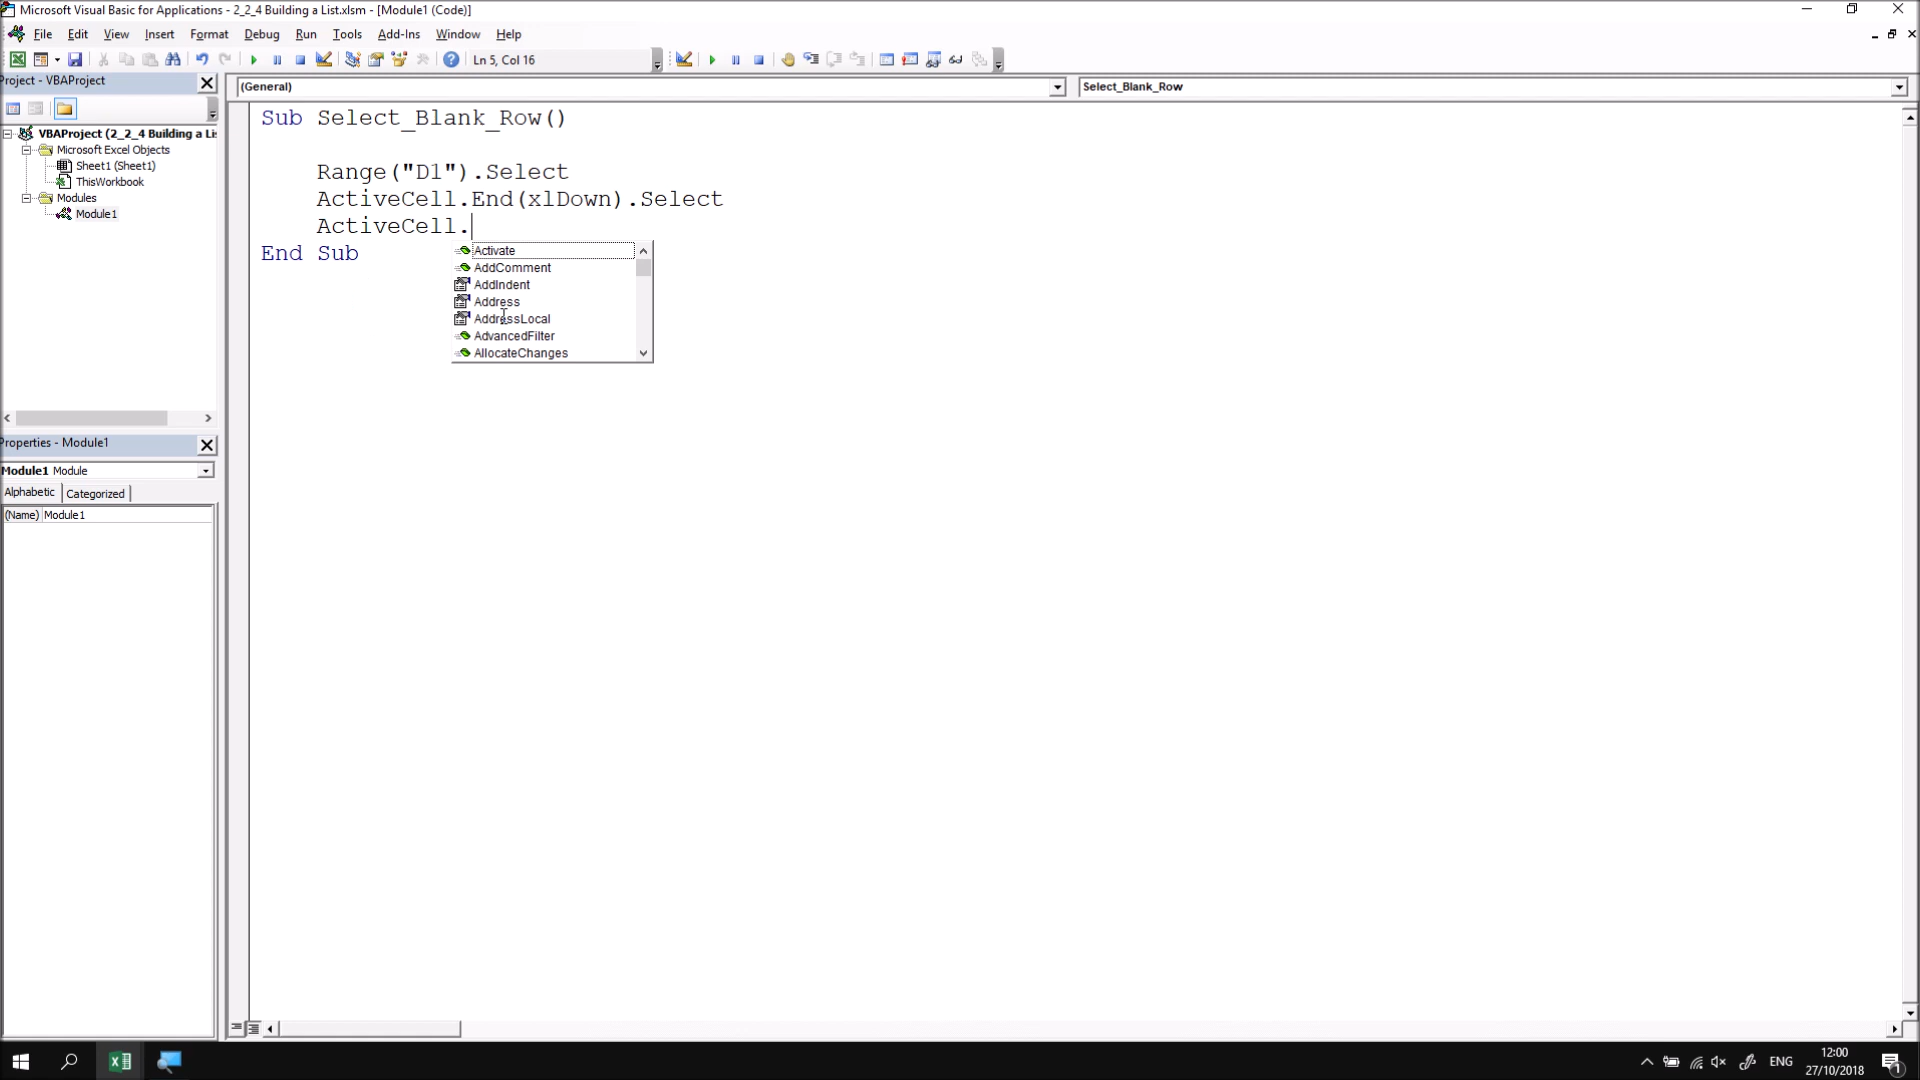 Microsoft Visual Basic for Applications - 2_2_4 Building a List.xlsm - [Module1 (Code)]
File Edit View Insert Format Debug Run Tools Add-Ins Window Help
Ln 5, Col 16
Project - VBAProject
(General)
Select_Blank_Row
VBAProject (2_2_4 Building a Lis
Microsoft Excel Objects
Sheet1 (Sheet1)
ThisWorkbook
Modules
Module1
Sub Select_Blank_Row()
Range("D1").Select
ActiveCell.End(xlDown).Select
ActiveCell.
End Sub
Activate
AddComment
AddIndent
Address
AddressLocal
AdvancedFilter
AllocateChanges
Properties - Module1
Module1 Module
Alphabetic Categorized
(Name) Module1
ENG
12:00
27/10/2018
1